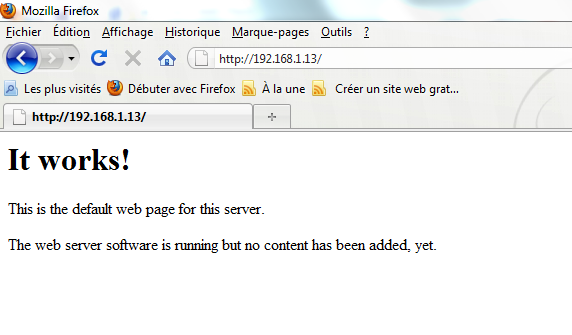 Mozilla Firefox
Fichier Édition Affichage Historique Marque-pages Outils ?
http://192.168.1.13/
Les plus visités Débuter avec Firefox À la une Créer un site web grat...
http://192.168.1.13/
It works!
This is the default web page for this server.
The web server software is running but no content has been added, yet.